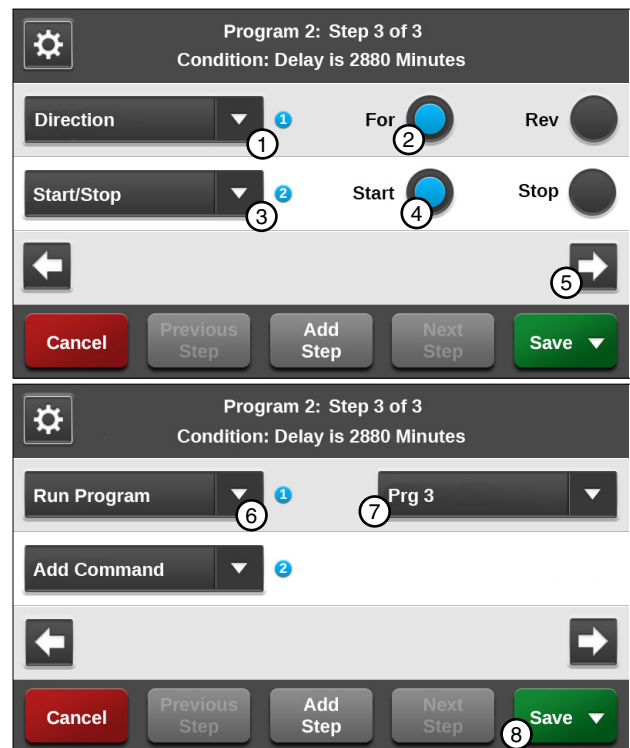 Program 2: Step 3 of 3
Condition: Delay is 2880 Minutes
Direction 1 1 For 2 Rev
Start/Stop 3 2 Start 4 Stop
5
Cancel Previous Step Add Step Next Step Save
Program 2: Step 3 of 3
Condition: Delay is 2880 Minutes
Run Program 6 1 7 Prg 3
Add Command 2
Cancel Previous Step Add Step Next Step 8 Save